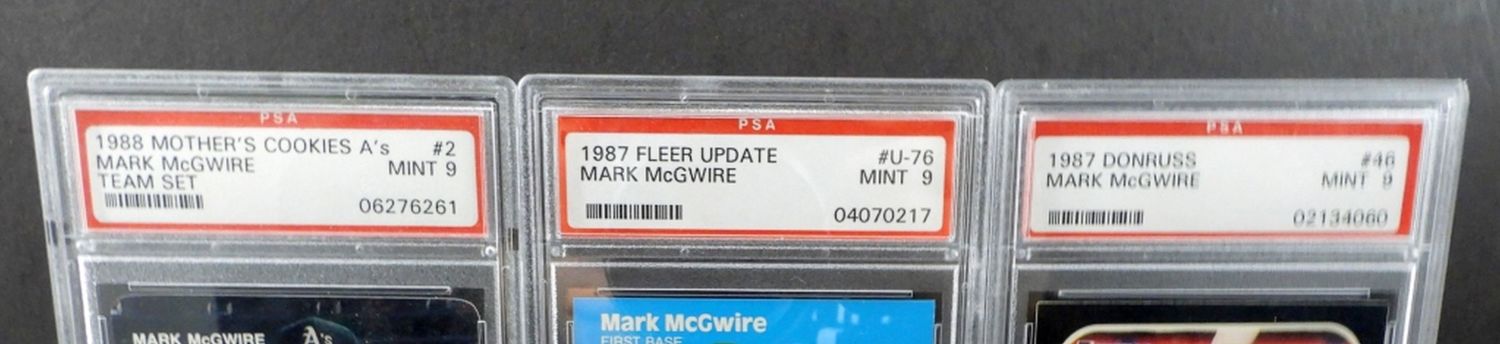 PSA
1988 MOTHER'S COOKIES A's #2
MARK McGWIRE MINT 9
TEAM SET
06276261
MARK McGWIRE A's
PSA
1987 FLEER UPDATE #U-76
MARK McGWIRE MINT 9
04070217
Mark McGwire
FIRST BASE
PSA
1987 DONRUSS #46
MARK McGWIRE MINT 9
02134060